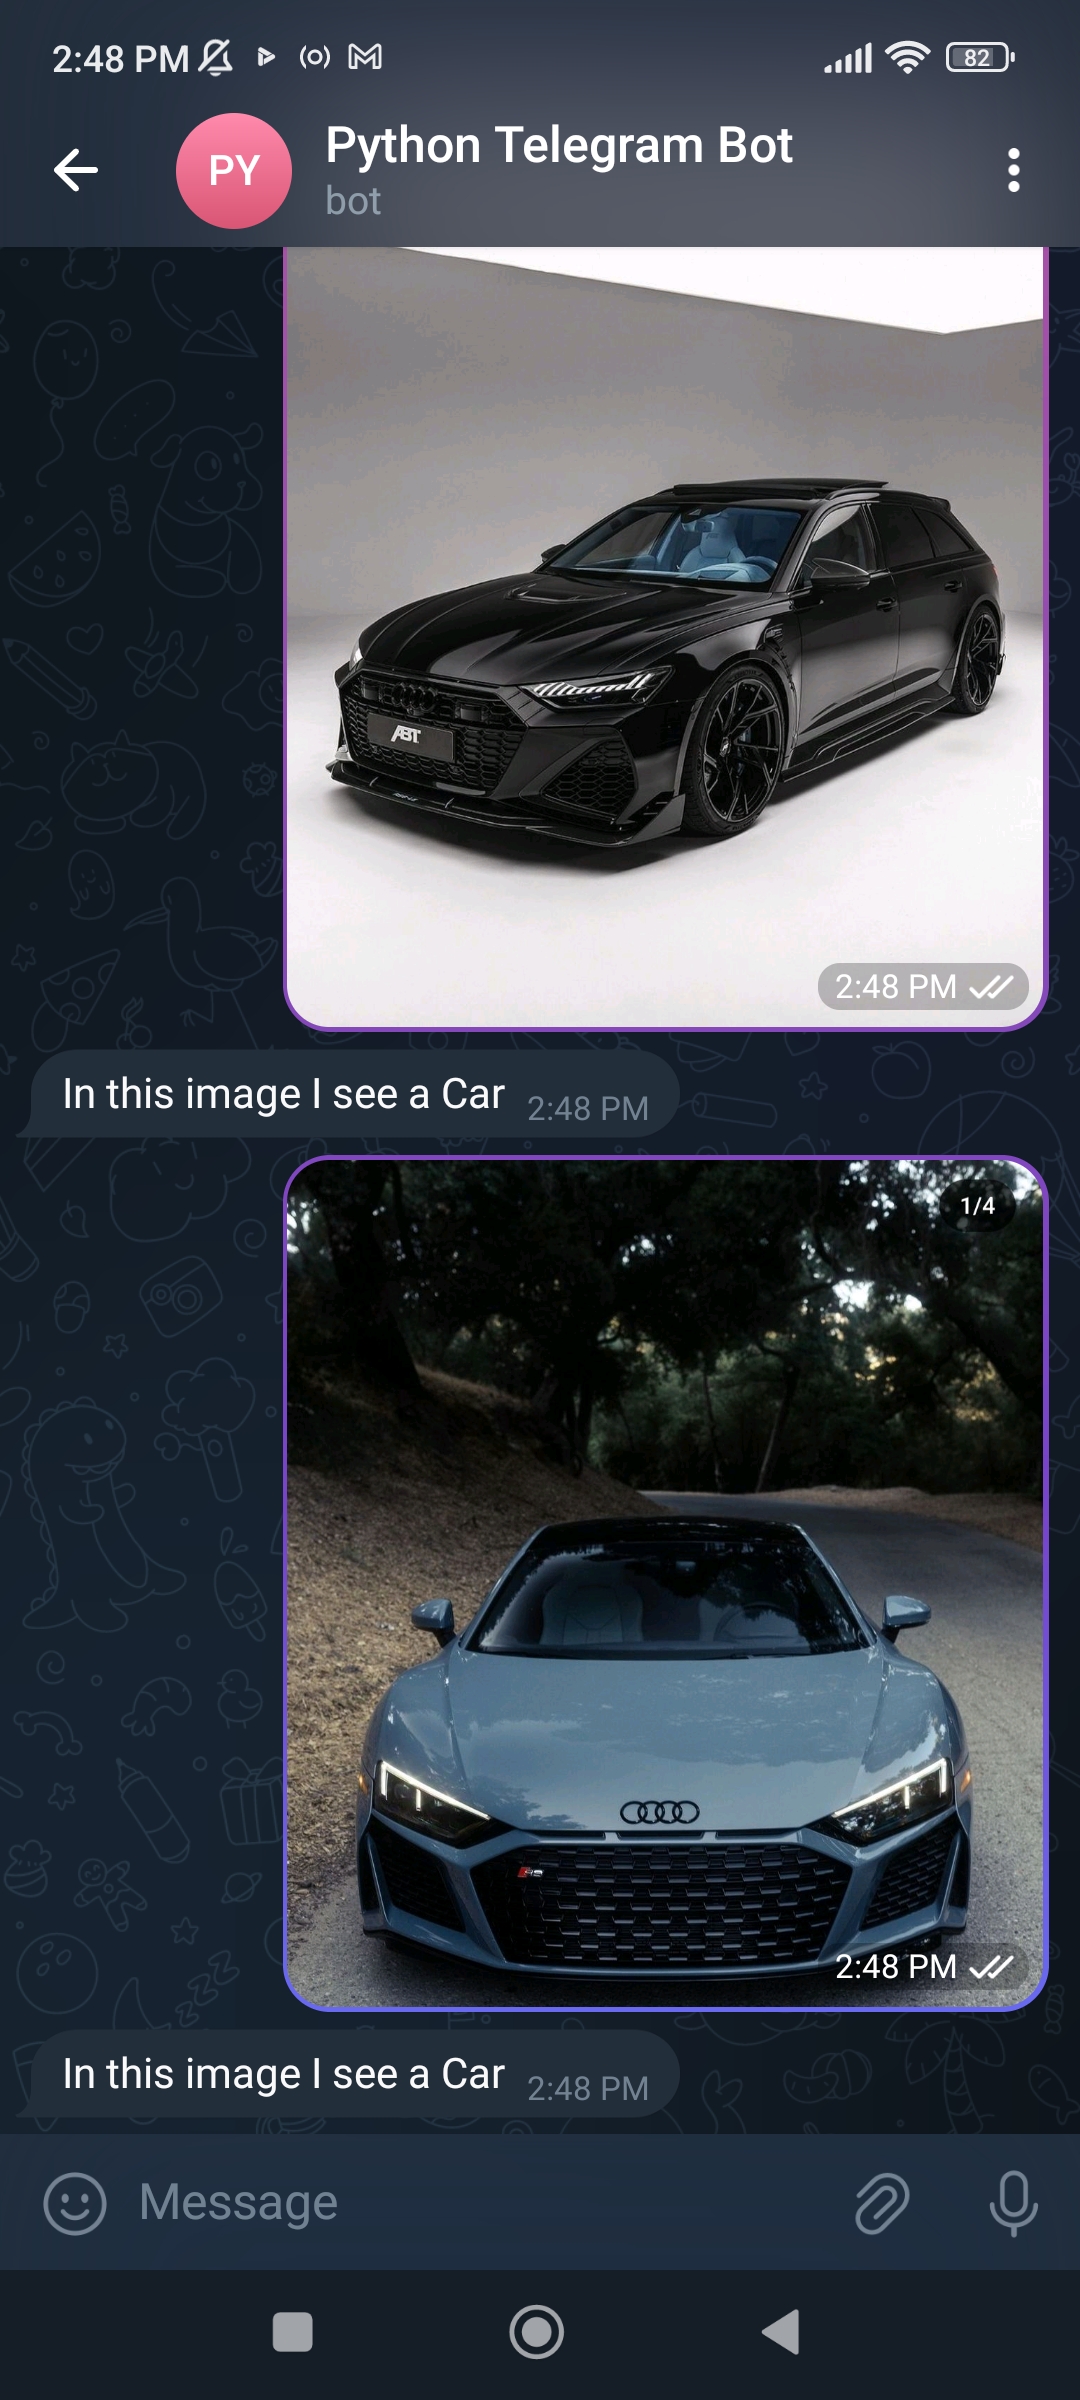 2:48 PM
82
PY
Python Telegram Bot
bot
ABT
2:48 PM
In this image I see a Car 2:48 PM
1/4
2:48 PM
In this image I see a Car 2:48 PM
Message